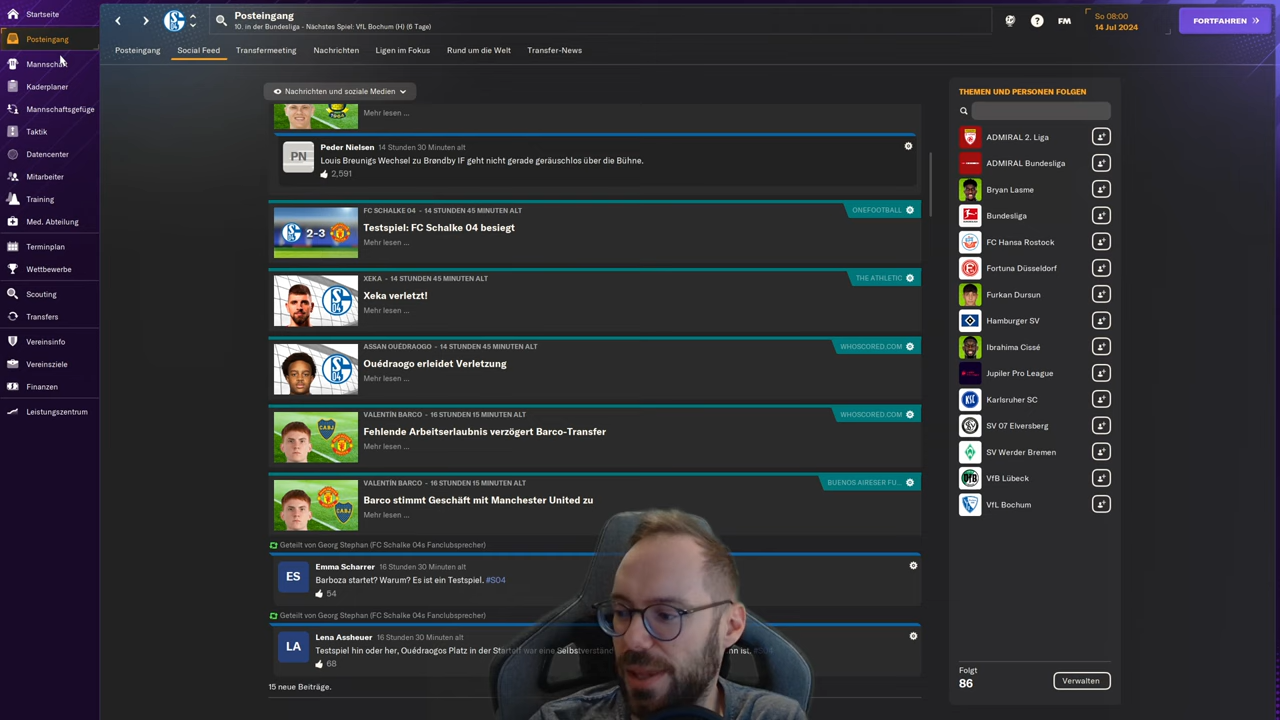 Startseite
Posteingang
Mannschaft
Kaderplaner
Mannschaftsgefüge
Taktik
Datencenter
Mitarbeiter
Training
Med. Abteilung
Terminplan
Wettbewerbe
Scouting
Transfers
Vereinsinfo
Vereinsziele
Finanzen
Leistungszentrum
Posteingang
10. in der Bundesliga - Nächstes Spiel: VfL Bochum (H) (6 Tage)
FM
So 08:00
14 Jul 2024
FORTFAHREN
Posteingang Social Feed Transfermeeting Nachrichten Ligen im Fokus Rund um die Welt Transfer-News
Nachrichten und soziale Medien
Mehr lesen ...
PN
Peder Nielsen 14 Stunden 30 Minuten alt
Louis Breunigs Wechsel zu Brøndby IF geht nicht gerade geräuschlos über die Bühne.
2,591
FC SCHALKE 04 - 14 STUNDEN 45 MINUTEN ALT
ONEFOOTBALL
2-3
Testspiel: FC Schalke 04 besiegt
Mehr lesen ...
XEKA - 14 STUNDEN 45 MINUTEN ALT
THE ATHLETIC
Xeka verletzt!
Mehr lesen ...
ASSAN OUÉDRAOGO - 14 STUNDEN 45 MINUTEN ALT
WHOSCORED.COM
Ouédraogo erleidet Verletzung
Mehr lesen ...
VALENTÍN BARCO - 16 STUNDEN 15 MINUTEN ALT
WHOSCORED.COM
Fehlende Arbeitserlaubnis verzögert Barco-Transfer
Mehr lesen ...
VALENTÍN BARCO - 16 STUNDEN 15 MINUTEN ALT
BUENOS AIRESER FU...
Barco stimmt Geschäft mit Manchester United zu
Mehr lesen ...
Geteilt von Georg Stephan (FC Schalke 04s Fanclubsprecher)
ES
Emma Scharrer 16 Stunden 30 Minuten alt
Barboza startet? Warum? Es ist ein Testspiel. #S04
54
Geteilt von Georg Stephan (FC Schalke 04s Fanclubsprecher)
LA
Lena Assheuer 16 Stunden 30 Minuten alt
Testspiel hin oder her, Ouédraogos Platz in der Startelf war eine Selbstverständ ist. #S04
68
15 neue Beiträge.
THEMEN UND PERSONEN FOLGEN
ADMIRAL 2. Liga
ADMIRAL Bundesliga
Bryan Lasme
Bundesliga
FC Hansa Rostock
Fortuna Düsseldorf
Furkan Dursun
Hamburger SV
Ibrahima Cissé
Jupiler Pro League
Karlsruher SC
SV 07 Elversberg
SV Werder Bremen
VfB Lübeck
VfL Bochum
Folgt
86
Verwalten